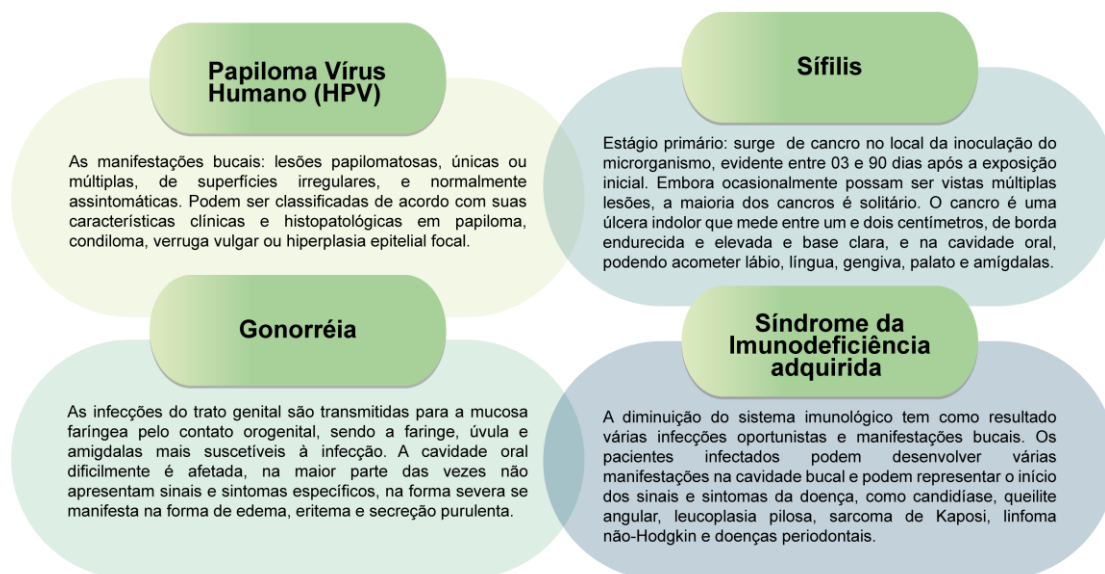 Papiloma Vírus
Humano (HPV)
As manifestações bucais: lesões papilomatosas, únicas ou
múltiplas, de superfícies irregulares, e normalmente
assintomáticas. Podem ser classificadas de acordo com suas
características clínicas e histopatológicas em papiloma,
condiloma, verruga vulgar ou hiperplasia epitelial focal.
Sífilis
Estágio primário: surge de cancro no local da inoculação do
microrganismo, evidente entre 03 e 90 dias após a exposição
inicial. Embora ocasionalmente possam ser vistas múltiplas
lesões, a maioria dos cancros é solitário. O cancro é uma
úlcera indolor que mede entre um e dois centímetros, de borda
endurecida e elevada e base clara, e na cavidade oral,
podendo acometer lábio, língua, gengiva, palato e amígdalas.
Gonorréia
As infecções do trato genital são transmitidas para a mucosa
faríngea pelo contato orogenital, sendo a faringe, úvula e
amigdalas mais suscetíveis à infecção. A cavidade oral
dificilmente é afetada, na maior parte das vezes não
apresentam sinais e sintomas específicos, na forma severa se
manifesta na forma de edema, eritema e secreção purulenta.
Síndrome da
Imunodeficiência
adquirida
A diminuição do sistema imunológico tem como resultado
várias infecções oportunistas e manifestações bucais. Os
pacientes infectados podem desenvolver várias
manifestações na cavidade bucal e podem representar o início
dos sinais e sintomas da doença, como candidíase, queilite
angular, leucoplasia pilosa, sarcoma de Kaposi, linfoma
não-Hodgkin e doenças periodontais.